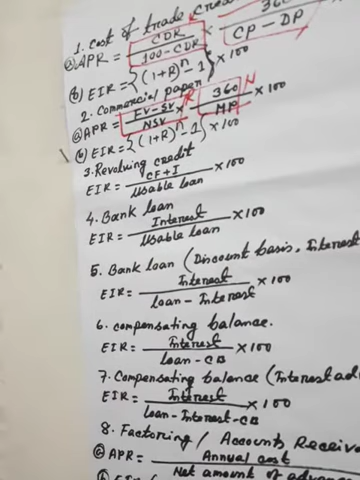 1. Cost of trade cred
ⓐ APR = CDR / 100-CDR × 360 / CP - DP
(b) EIR = {(1+R)ⁿ - 1} × 100
2. Commercial paper
ⓐ APR = FV-SV / NSV × R 360 / MP N × 100
(b) EIR = {(1+R)ⁿ - 1} × 100
3. Revolving credit
EIR = CF + I / Usable loan × 100
4. Bank loan
EIR = Interest / Usable loan × 100
5. Bank loan (Discount basis, Interest
EIR = Interest / loan - Interest × 100
6. compensating balance.
EIR = Interest / loan - CB × 100
7. Compensating balance (Interest ad
EIR = Interest / loan - Interest - CB × 100
8. Factoring / Accounts Receiva
ⓐ APR = Annual cost / Net amount of advan